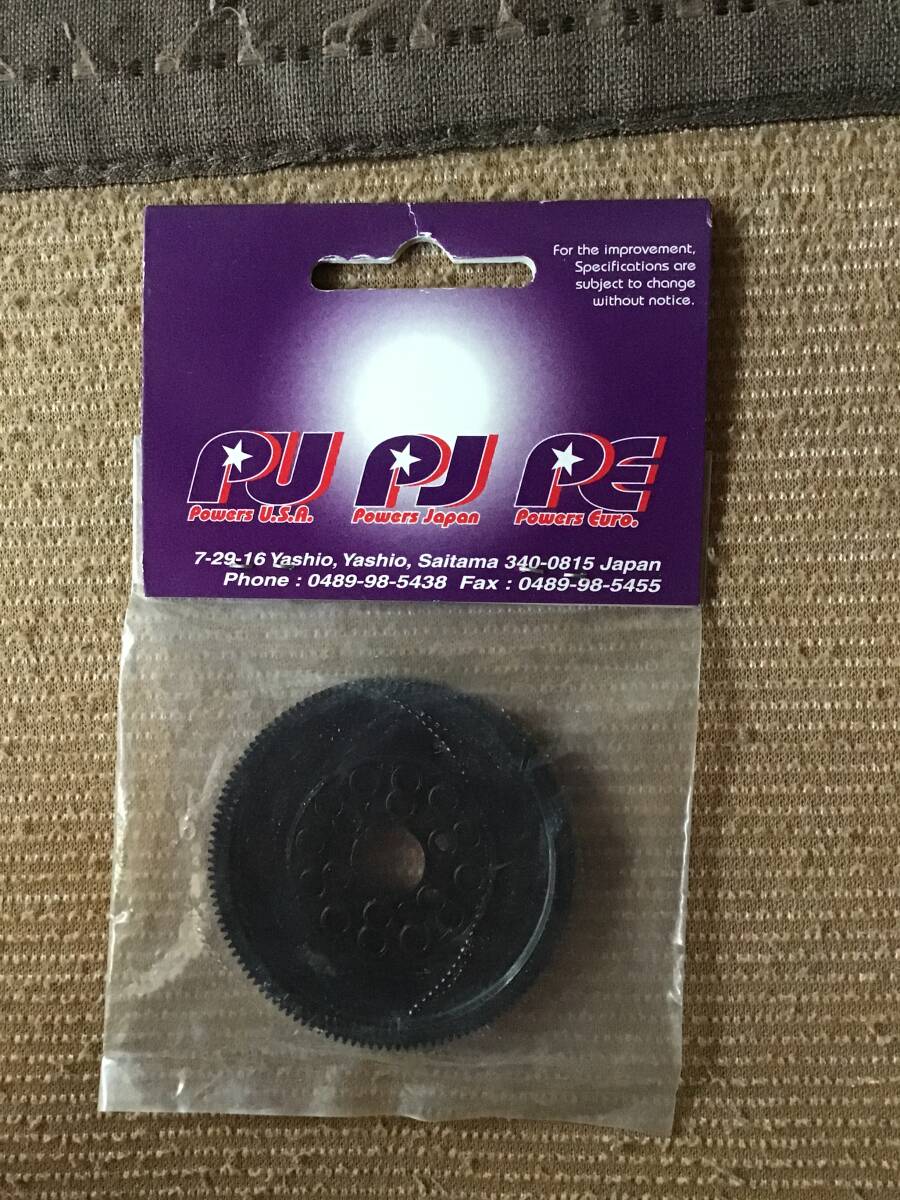 For the improvement,
Specifications are
subject to change
without notice.
PU PJ PE
Powers U.S.A. Powers Japan Powers Euro.
7-29-16 Yashio, Yashio, Saitama 340-0815 Japan
Phone : 0489-98-5438 Fax : 0489-98-5455